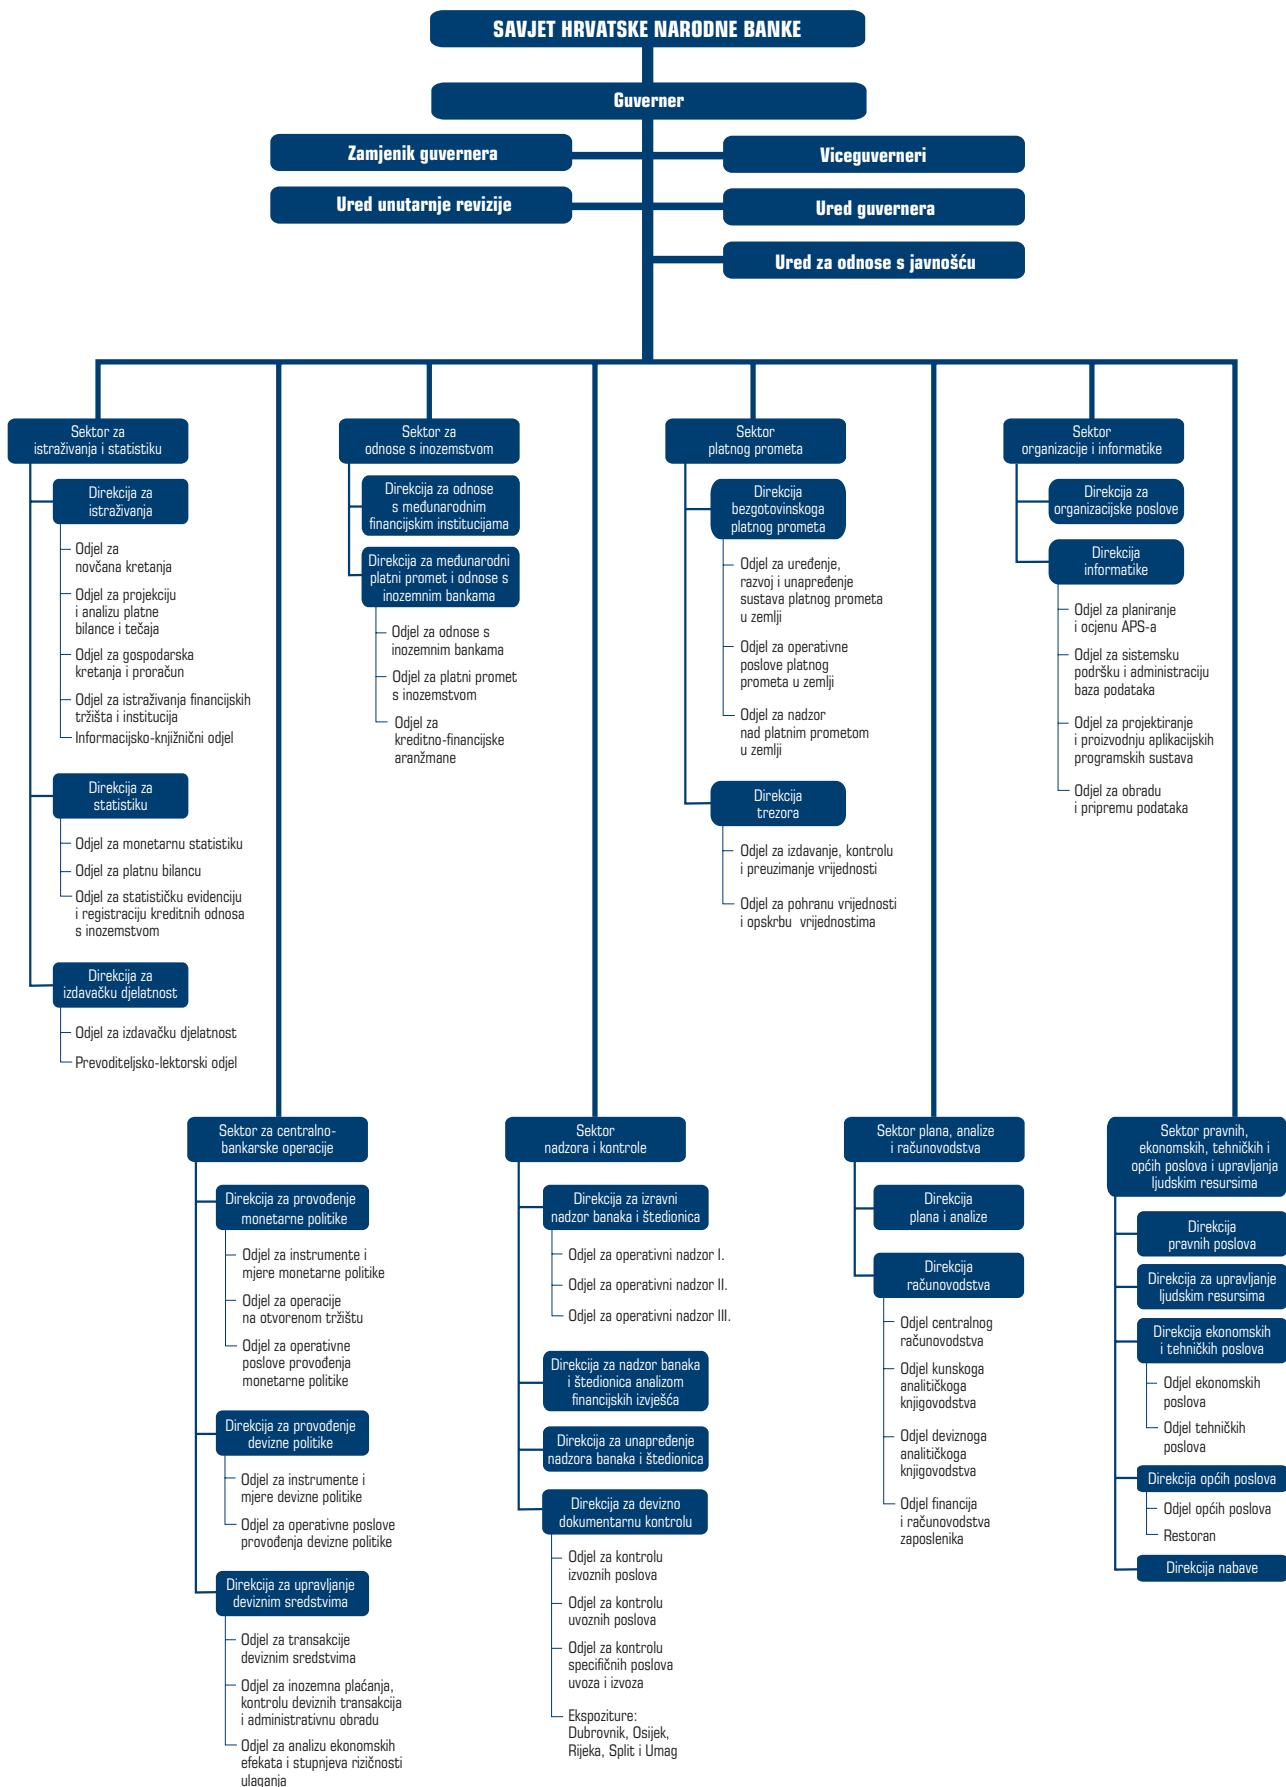 SAVJET HRVATSKE NARODNE BANKE
Guverner
Zamjenik guvernera
Viceguverneri
Ured unutarnje revizije
Ured guvernera
Ured za odnose s javnošću
Sektor za
istraživanja i statistiku
Direkcija za
istraživanja
Odjel za
novčana kretanja
Odjel za projekciju
i analizu platne
bilance i tečaja
Odjel za gospodarska
kretanja i proračun
Odjel za istraživanja financijskih
tržišta i institucija
Informacijsko-knjižnični odjel
Direkcija za
statistiku
Odjel za monetarnu statistiku
Odjel za platnu bilancu
Odjel za statističku evidenciju
i registraciju kreditnih odnosa
s inozemstvom
Direkcija za
izdavačku djelatnost
Odjel za izdavačku djelatnost
Prevoditeljsko-lektorski odjel
Sektor za
odnose s inozemstvom
Direkcija za odnose
s međunarodnim
financijskim institucijama
Direkcija za međunarodni
platni promet i odnose s
inozemnim bankama
Odjel za odnose s
inozemnim bankama
Odjel za platni promet
s inozemstvom
Odjel za
kreditno-financijske
aranžmane
Sektor
platnog prometa
Direkcija
bezgotovinskoga
platnog prometa
Odjel za uređenje,
razvoj i unapređenje
sustava platnog prometa
u zemlji
Odjel za operativne
poslove platnog
prometa u zemlji
Odjel za nadzor
nad platnim prometom
u zemlji
Direkcija
trezora
Odjel za izdavanje, kontrolu
i preuzimanje vrijednosti
Odjel za pohranu vrijednosti
i opskrbu vrijednostima
Sektor
organizacije i informatike
Direkcija za
organizacijske poslove
Direkcija
informatike
Odjel za planiranje
i ocjenu APS-a
Odjel za sistemsku
podršku i administraciju
baza podataka
Odjel za projektiranje
i proizvodnju aplikacijskih
programskih sustava
Odjel za obradu
i pripremu podataka
Sektor za centralno-
bankarske operacije
Direkcija za provođenje
monetarne politike
Odjel za instrumente i
mjere monetarne politike
Odjel za operacije
na otvorenom tržištu
Odjel za operativne
poslove provođenja
monetarne politike
Direkcija za provođenje
devizne politike
Odjel za instrumente i
mjere devizne politike
Odjel za operativne poslove
provođenja devizne politike
Direkcija za upravljanje
deviznim sredstvima
Odjel za transakcije
deviznim sredstvima
Odjel za inozemna plaćanja,
kontrolu deviznih transakcija
i administrativnu obradu
Odjel za analizu ekonomskih
efekata i stupnjeva rizičnosti
ulaganja
Sektor
nadzora i kontrole
Direkcija za izravni
nadzor banaka i štedionica
Odjel za operativni nadzor I.
Odjel za operativni nadzor II.
Odjel za operativni nadzor III.
Direkcija za nadzor banaka
i štedionica analizom
financijskih izvješća
Direkcija za unapređenje
nadzora banaka i štedionica
Direkcija za devizno
dokumentarnu kontrolu
Odjel za kontrolu
izvoznih poslova
Odjel za kontrolu
uvoznih poslova
Odjel za kontrolu
specifičnih poslova
uvoza i izvoza
Ekspoziture:
Dubrovnik, Osijek,
Rijeka, Split i Umag
Sektor plana, analize
i računovodstva
Direkcija
plana i analize
Direkcija
računovodstva
Odjel centralnog
računovodstva
Odjel kunskoga
analitičkoga
knjigovodstva
Odjel deviznoga
analitičkoga
knjigovodstva
Odjel financija
i računovodstva
zaposlenika
Sektor pravnih,
ekonomskih, tehničkih i
općih poslova i upravljanja
ljudskim resursima
Direkcija
pravnih poslova
Direkcija za upravljanje
ljudskim resursima
Direkcija ekonomskih
i tehničkih poslova
Odjel ekonomskih
poslova
Odjel tehničkih
poslova
Direkcija općih poslova
Odjel općih poslova
Restoran
Direkcija nabave